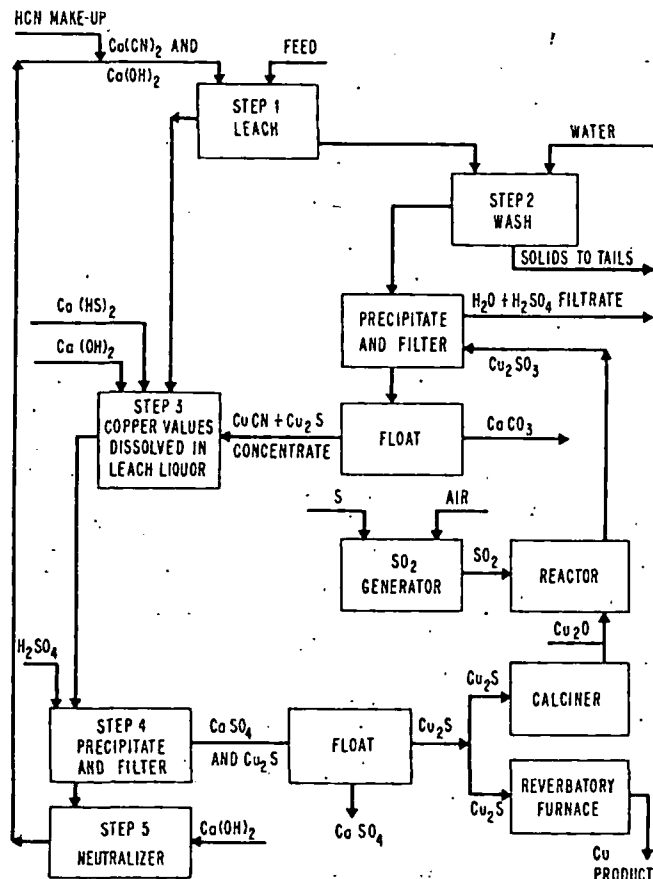 HCN MAKE-UP
Ca(CN)2 AND
Ca(OH)2
FEED
STEP 1
LEACH
WATER
STEP 2
WASH
SOLIDS TO TAILS
Ca (HS)2
Ca (OH)2
PRECIPITATE
AND FILTER
H2O + H2SO4 FILTRATE
Cu2SO3
STEP 3
COPPER VALUES
DISSOLVED IN
LEACH LIQUOR
CuCN + Cu2S
CONCENTRATE
FLOAT
CaCO3
S
AIR
SO2
GENERATOR
SO2
REACTOR
Cu2O
H2SO4
STEP 4
PRECIPITATE
AND FILTER
CaSO4
AND Cu2S
FLOAT
Cu2S
Cu2S
CALCINER
Cu2S
REVERBATORY
FURNACE
STEP 5
NEUTRALIZER
Ca(OH)2
Ca SO4
Cu
PRODUCT